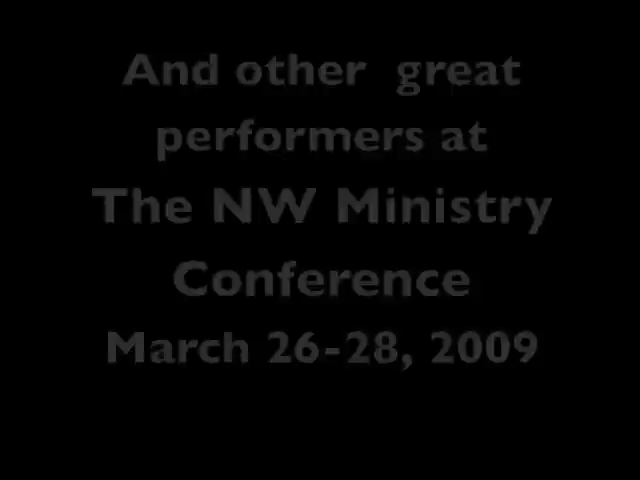 And other great
performers at
The NW Ministry
Conference
March 26-28, 2009